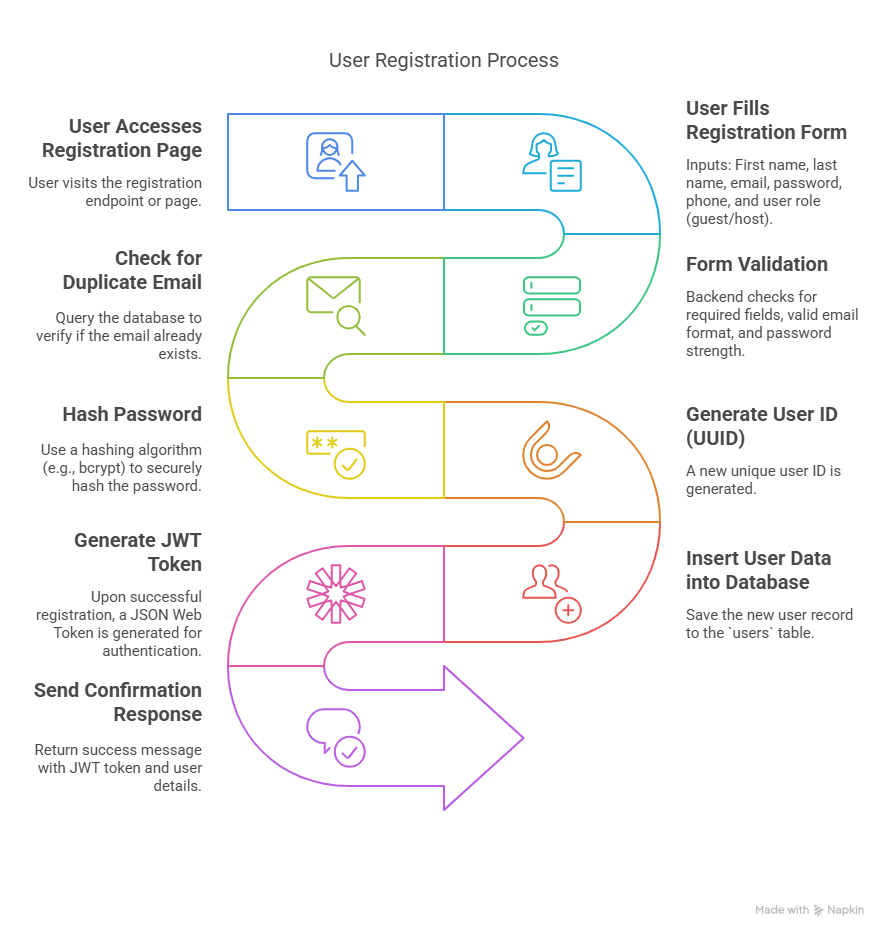 User Registration Process
User Accesses
Registration Page
User visits the registration
endpoint or page.
User Fills
Registration Form
Inputs: First name, last
name, email, password,
phone, and user role
(guest/host).
Form Validation
Backend checks for
required fields, valid email
format, and password
strength.
Check for
Duplicate Email
Query the database to
verify if the email already
exists.
Hash Password
Use a hashing algorithm
(e.g., bcrypt) to securely
hash the password.
Generate User ID
(UUID)
A new unique user ID is
generated.
Insert User Data
into Database
Save the new user record
to the `users` table.
Generate JWT
Token
Upon successful
registration, a JSON Web
Token is generated for
authentication.
Send Confirmation
Response
Return success message
with JWT token and user
details.
Made with Napkin